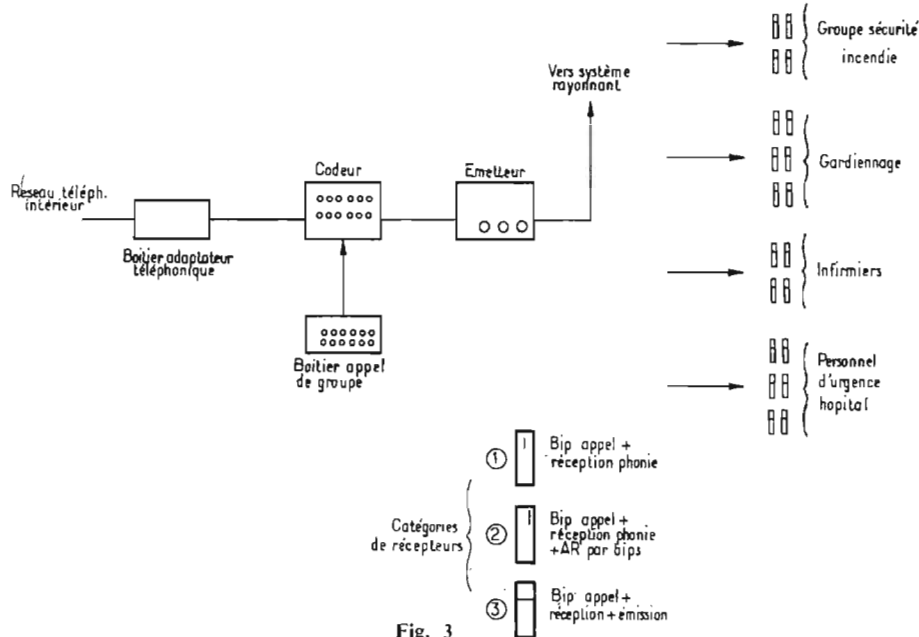 Groupe sécurité
incendie
Vers système
rayonnant
Gardiennage
Codeur
Emetteur
Réseau téléph.
intérieur
Boîtier adaptateur
téléphonique
Infirmiers
Boîtier appel
de groupe
Personnel
d'urgence
hopital
1
Bip appel +
réception phonie
Catégories
de récepteurs
2
Bip appel +
réception phonie
+AR par bips
3
Bip appel +
réception + émission
Fig. 3